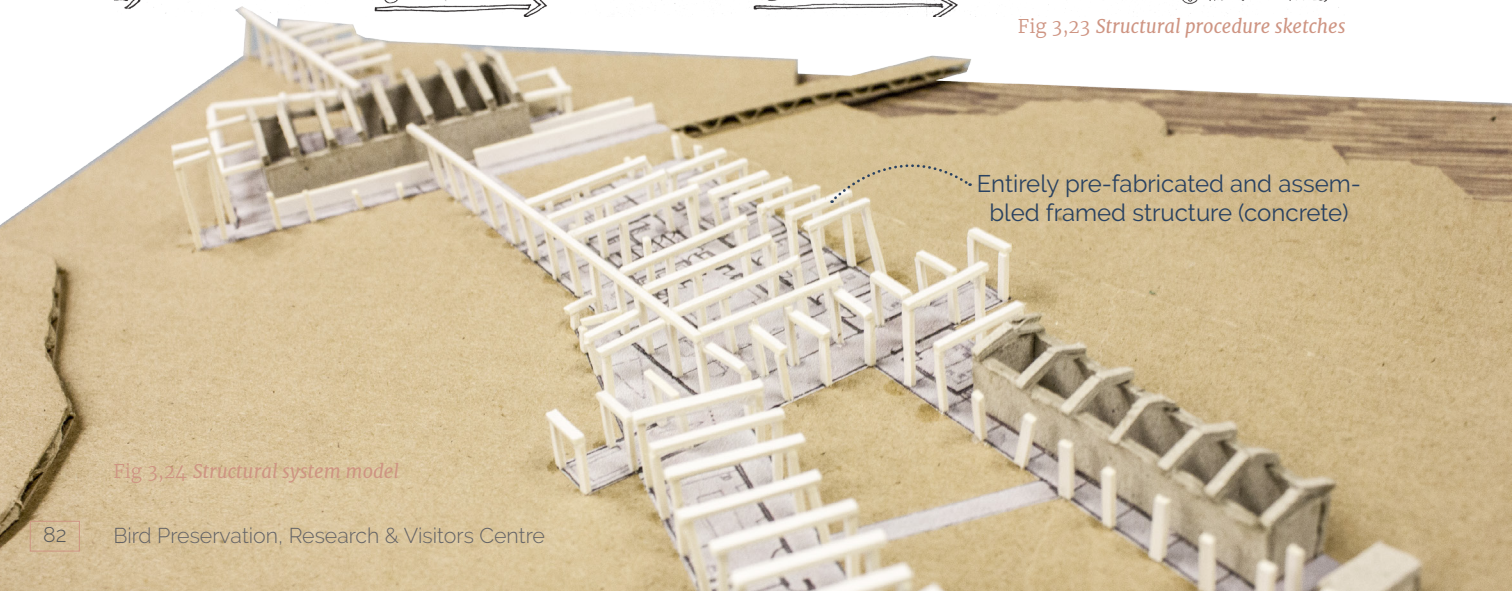 Fig 3,23 Structural procedure sketches
Entirely pre-fabricated and assem-
bled framed structure (concrete)
Fig 3,24 Structural system model
82 Bird Preservation, Research & Visitors Centre